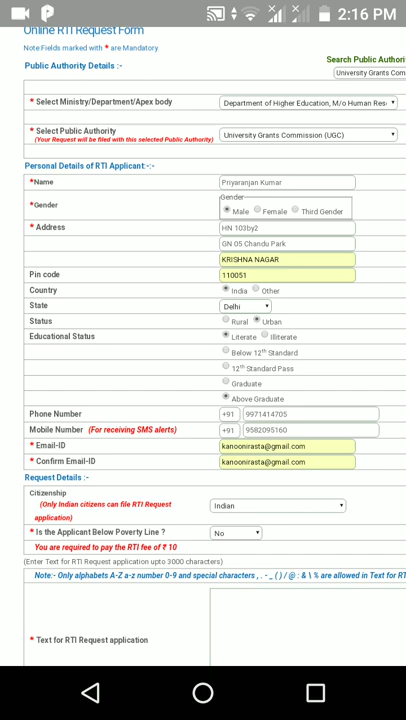 2:16 PM
Online RTI Request Form
Note:Fields marked with * are Mandatory.
Search Public Authori
Public Authority Details :-
University Grants Com
* Select Ministry/Department/Apex body
Department of Higher Education, M/o Human Res
* Select Public Authority
(Your Request will be filed with this selected Public Authority)
University Grants Commission (UGC)
Personal Details of RTI Applicant:-:-
*Name
Priyaranjan Kumar
*Gender
Gender
Male Female Third Gender
* Address
HN 103by2
GN 05 Chandu Park
KRISHNA NAGAR
Pin code
110051
Country
India Other
State
Delhi
Status
Rural Urban
Educational Status
Literate Illiterate
Below 12th Standard
12th Standard Pass
Graduate
Above Graduate
Phone Number
+91 9971414705
Mobile Number (For receiving SMS alerts)
+91 9582095160
* Email-ID
kanoonirasta@gmail.com
* Confirm Email-ID
kanoonirasta@gmail.com
Request Details :-
Citizenship
* (Only Indian citizens can file RTI Request
application)
Indian
* Is the Applicant Below Poverty Line ?
No
You are required to pay the RTI fee of ₹ 10
(Enter Text for RTI Request application upto 3000 characters)
Note:- Only alphabets A-Z a-z number 0-9 and special characters , . - _ ( ) / @ : & \ % are allowed in Text for RT
* Text for RTI Request application